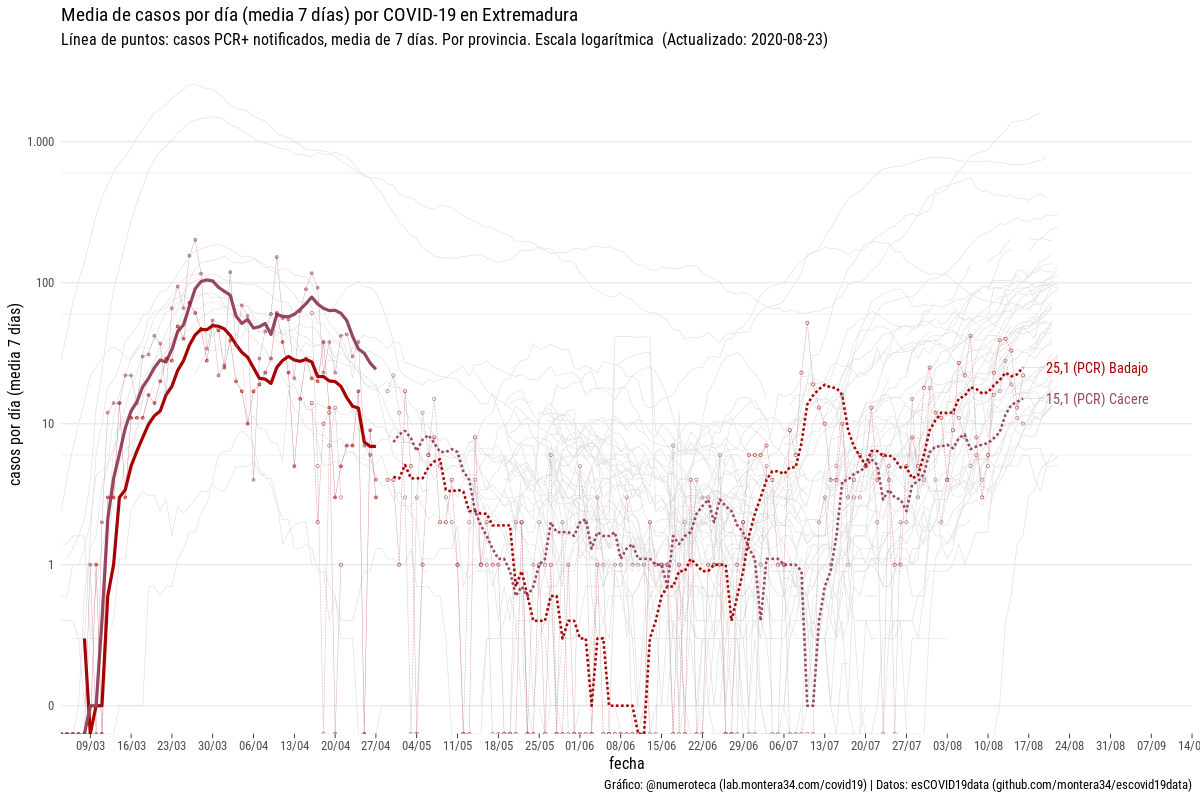 Media de casos por día (media 7 días) por COVID-19 en Extremadura
Línea de puntos: casos PCR+ notificados, media de 7 días. Por provincia. Escala logarítmica (Actualizado: 2020-08-23)
casos por día (media 7 días)
1.000
100
10
1
0
25,1 (PCR) Badajo
15,1 (PCR) Cácere
09/03 16/03 23/03 30/03 06/04 13/04 20/04 27/04 04/05 11/05 18/05 25/05 01/06 08/06 15/06 22/06 29/06 06/07 13/07 20/07 27/07 03/08 10/08 17/08 24/08 31/08 07/09 14/0
fecha
Gráfico: @numeroteca (lab.montera34.com/covid19) | Datos: esCOVID19data (github.com/montera34/escovid19data)